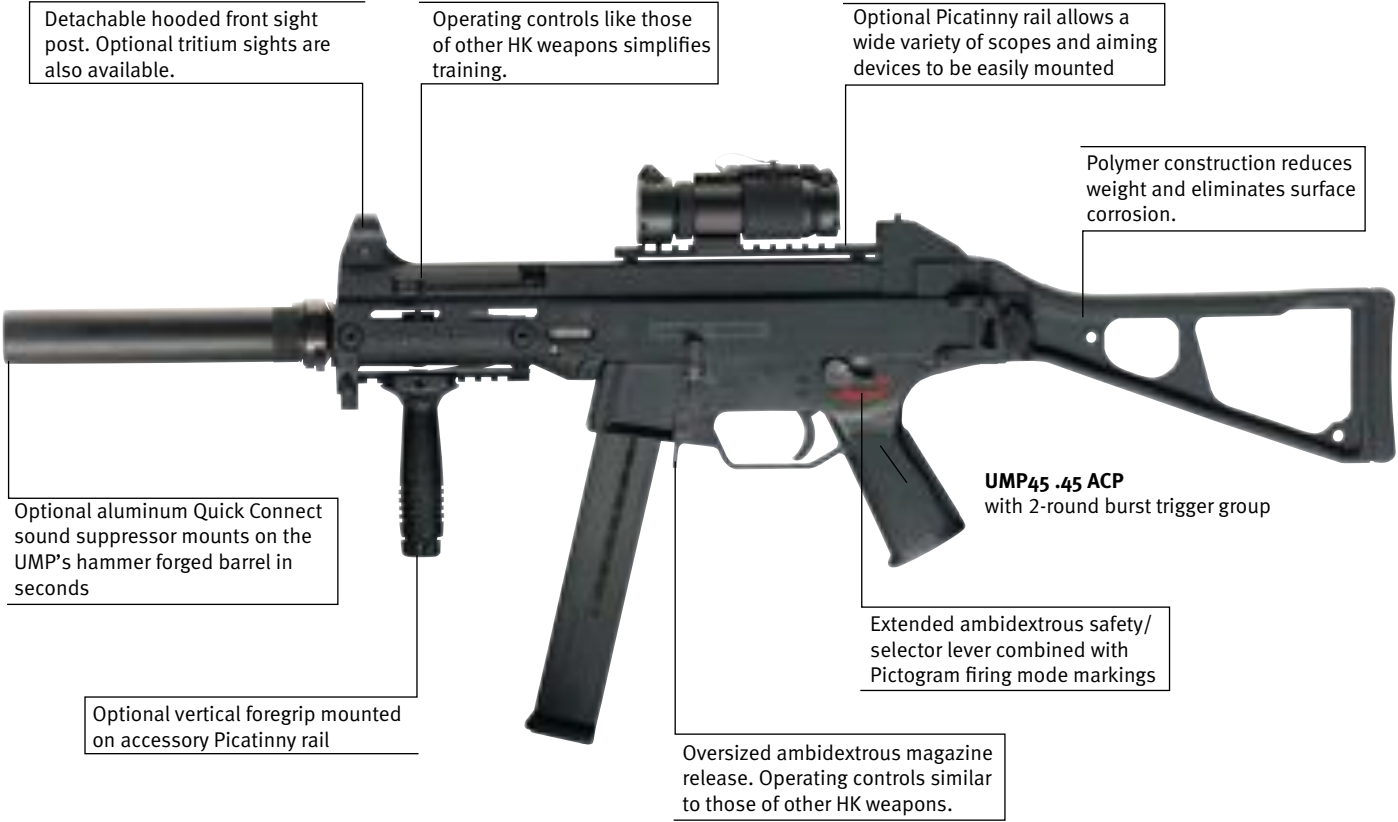 Detachable hooded front sight
post. Optional tritium sights are
also available.
Operating controls like those
of other HK weapons simplifies
training.
Optional Picatinny rail allows a
wide variety of scopes and aiming
devices to be easily mounted
Polymer construction reduces
weight and eliminates surface
corrosion.
UMP45 .45 ACP
with 2-round burst trigger group
Optional aluminum Quick Connect
sound suppressor mounts on the
UMP’s hammer forged barrel in
seconds
Extended ambidextrous safety/
selector lever combined with
Pictogram firing mode markings
Optional vertical foregrip mounted
on accessory Picatinny rail
Oversized ambidextrous magazine
release. Operating controls similar
to those of other HK weapons.